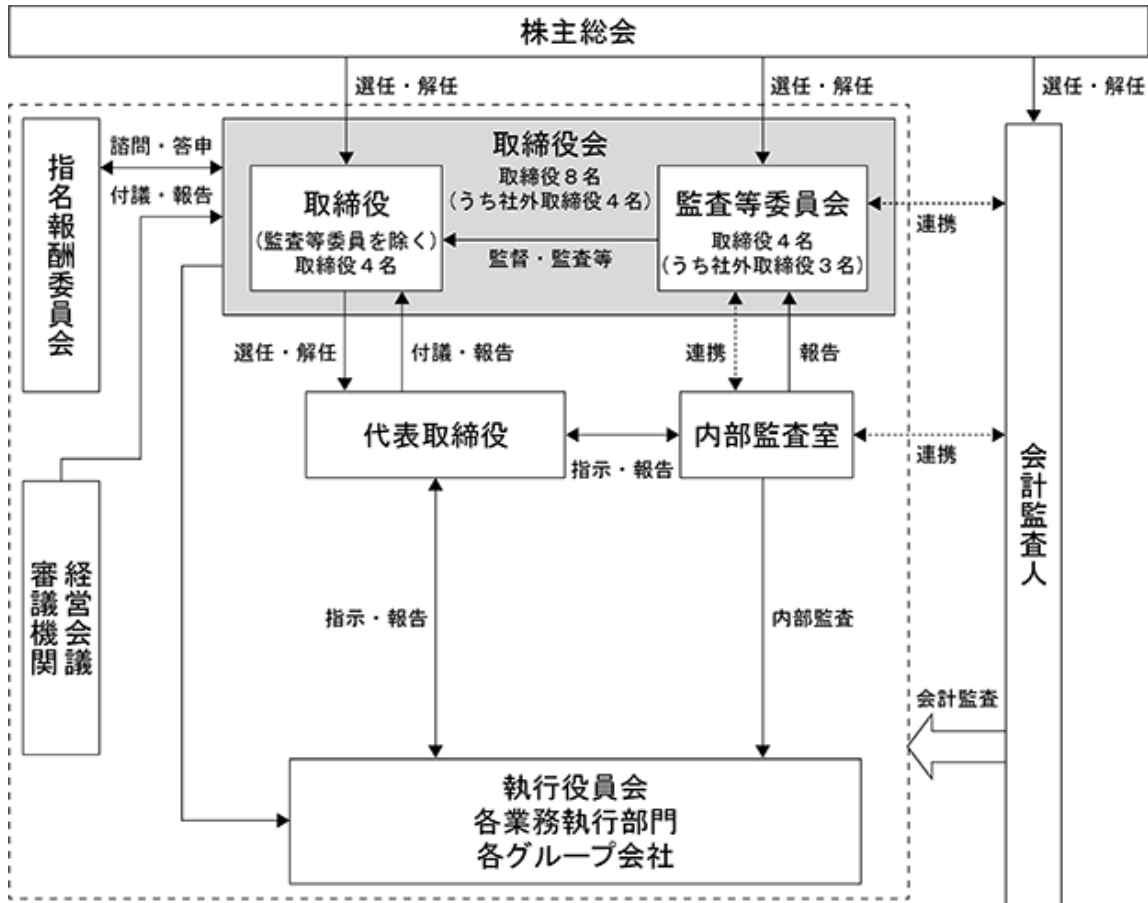 株主総会
選任・解任
選任・解任
選任・解任
指名報酬委員会
諮問・答申
付議・報告
取締役会
取締役８名
(うち社外取締役４名)
取締役
(監査等委員を除く)
取締役４名
監督・監査等
監査等委員会
取締役４名
(うち社外取締役３名)
連携
選任・解任
付議・報告
連携
報告
代表取締役
指示・報告
内部監査室
連携
会計監査人
経営会議
審議機関
指示・報告
内部監査
会計監査
執行役員会
各業務執行部門
各グループ会社